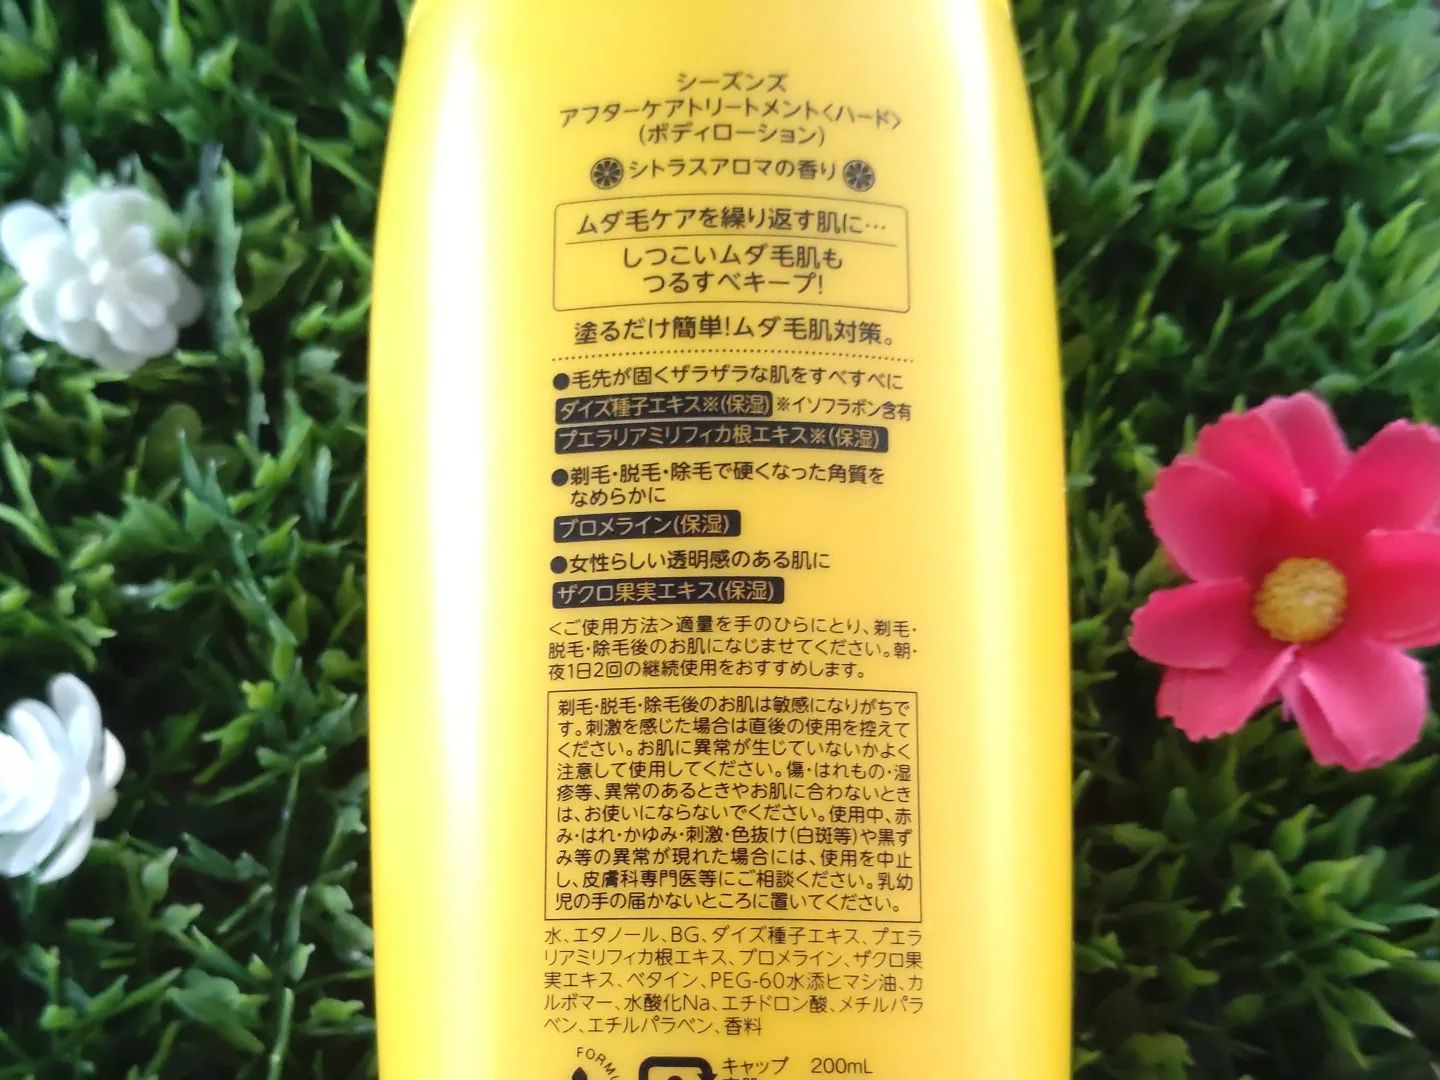 シーズンズ
アフターケアトリートメント〈ハード〉
(ボディローション)
シトラスアロマの香り
ムダ毛ケアを繰り返す肌に…
しつこいムダ毛肌も
つるすべキープ!
塗るだけ簡単!ムダ毛肌対策。
●毛先が固くザラザラな肌をすべすべに
ダイズ種子エキス※(保湿) ※イソフラボン含有
プエラリアミリフィカ根エキス※(保湿)
●剃毛・脱毛・除毛で硬くなった角質を
なめらかに
ブロメライン(保湿)
●女性らしい透明感のある肌に
ザクロ果実エキス(保湿)
<ご使用方法>適量を手のひらにとり、剃毛・
脱毛・除毛後のお肌になじませてください。朝・
夜1日2回の継続使用をおすすめします。
剃毛・脱毛・除毛後のお肌は敏感になりがちで
す。刺激を感じた場合は直後の使用を控えて
ください。お肌に異常が生じていないかよく
注意して使用してください。傷・はれもの・湿
疹等、異常のあるときやお肌に合わないとき
は、お使いにならないでください。使用中、赤
み・はれ・かゆみ・刺激・色抜け(白斑等)や黒ず
み等の異常が現れた場合には、使用を中止
し、皮膚科専門医等にご相談ください。乳幼
児の手の届かないところに置いてください。
水、エタノール、BG、ダイズ種子エキス、プエラ
リアミリフィカ根エキス、ブロメライン、ザクロ果
実エキス、ベタイン、PEG-60水添ヒマシ油、カ
ルボマー、水酸化Na、エチドロン酸、メチルパラ
ベン、エチルパラベン、香料
キャップ 200mL